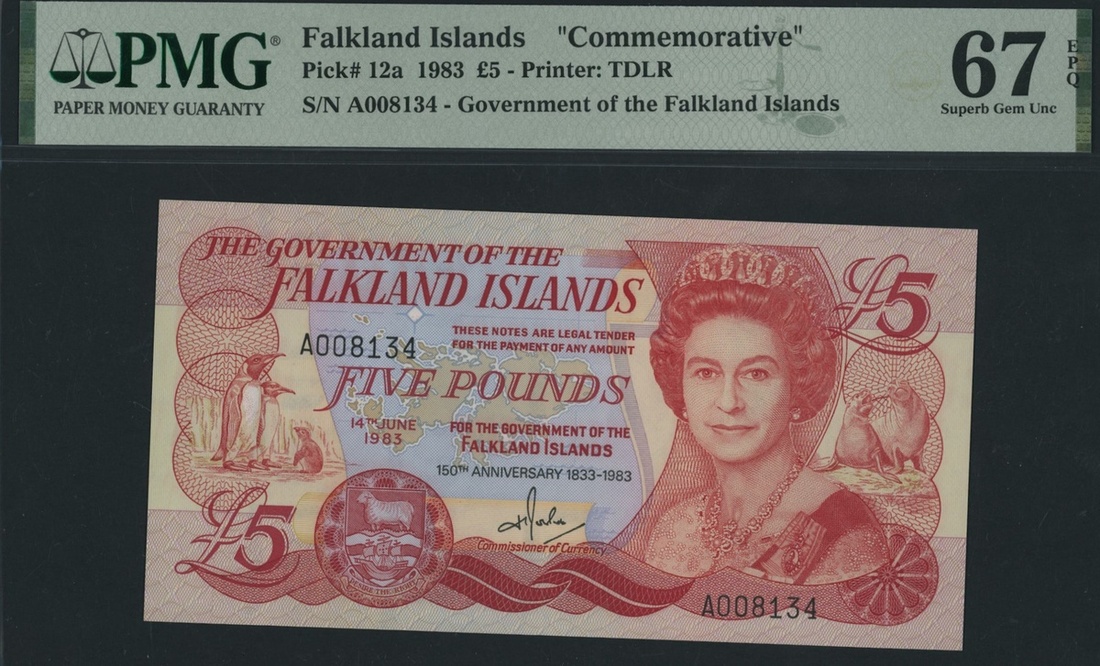 PMG®
PAPER MONEY GUARANTY
Falkland Islands "Commemorative"
Pick# 12a 1983 £5 - Printer: TDLR
S/N A008134 - Government of the Falkland Islands
67
EPQ
Superb Gem Unc
THE GOVERNMENT OF THE
FALKLAND ISLANDS
£5
THESE NOTES ARE LEGAL TENDER
FOR THE PAYMENT OF ANY AMOUNT
A008134
FIVE POUNDS
14TH JUNE
1983
FOR THE GOVERNMENT OF THE
FALKLAND ISLANDS
150TH ANNIVERSARY 1833-1983
£5
Commissioner of Currency
A008134